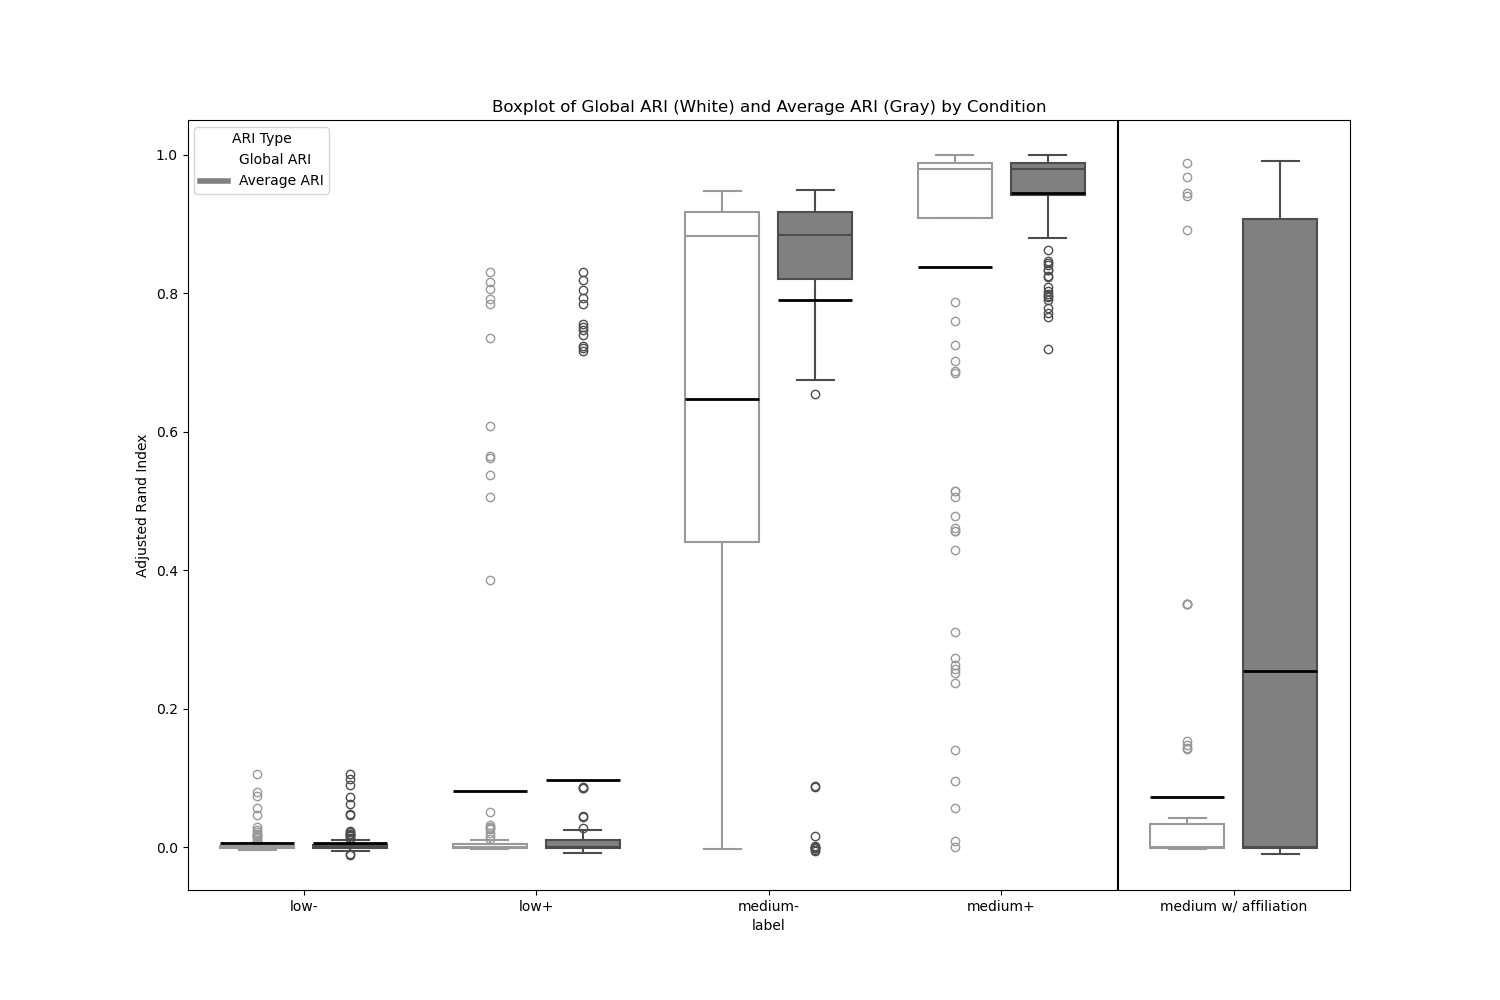 Boxplot of Global ARI (White) and Average ARI (Gray) by Condition
ARI Type
Global ARI
Average ARI
1.0
0.8
0.6
0.4
0.2
0.0
Adjusted Rand Index
low-
low+
medium-
medium+
medium w/ affiliation
label